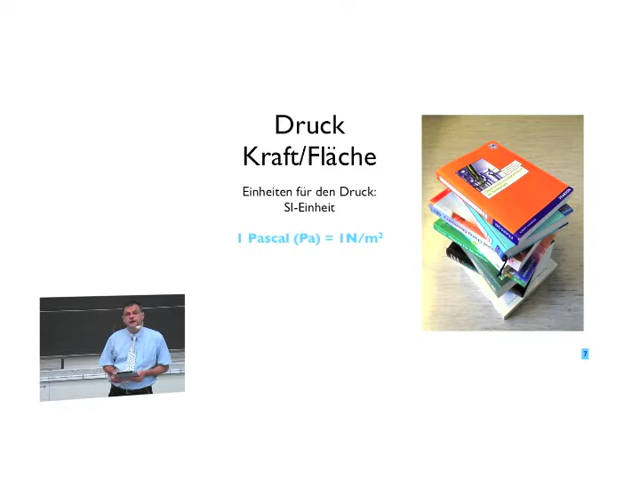 Druck
Kraft/Fläche
Einheiten für den Druck:
SI-Einheit
1 Pascal (Pa) = 1N/m²
7